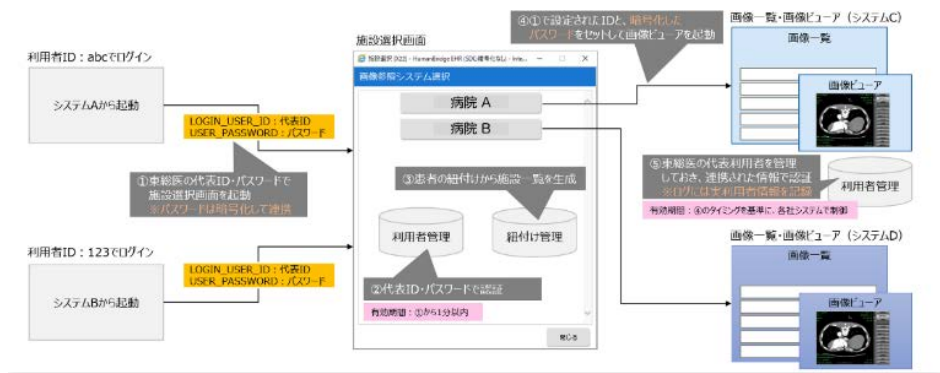 利用者ID：abcでログイン
システムAから起動
LOGIN_USER_ID：代表ID
USER_PASSWORD：パスワード
①東総医の代表ID・パスワードで
施設選択画面を起動
※パスワードは暗号化して連携
利用者ID：123でログイン
システムBから起動
LOGIN_USER_ID：代表ID
USER_PASSWORD：パスワード
施設選択画面
画像参照システム選択
病院 A
病院 B
③患者の紐付けから施設一覧を生成
利用者管理
紐付け管理
②代表ID・パスワードで認証
有効期間：①から1分以内
閉じる
④①で設定されたIDと、暗号化した
パスワードをセットして画像ビューアを起動
画像一覧・画像ビューア（システムC）
画像一覧
画像ビューア
⑤東総医の代表利用者を管理
しておき、連携された情報で認証
※ログには実利用者情報を記録
利用者管理
有効期間：④のタイミングを基準に、各社システムで制御
画像一覧・画像ビューア（システムD）
画像一覧
画像ビューア